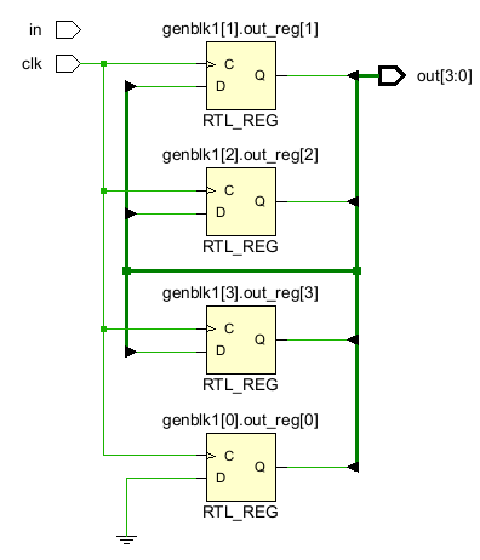 in
clk
genblk1[1].out_reg[1]
C
D
Q
RTL_REG
out[3:0]
genblk1[2].out_reg[2]
C
D
Q
RTL_REG
genblk1[3].out_reg[3]
C
D
Q
RTL_REG
genblk1[0].out_reg[0]
C
D
Q
RTL_REG